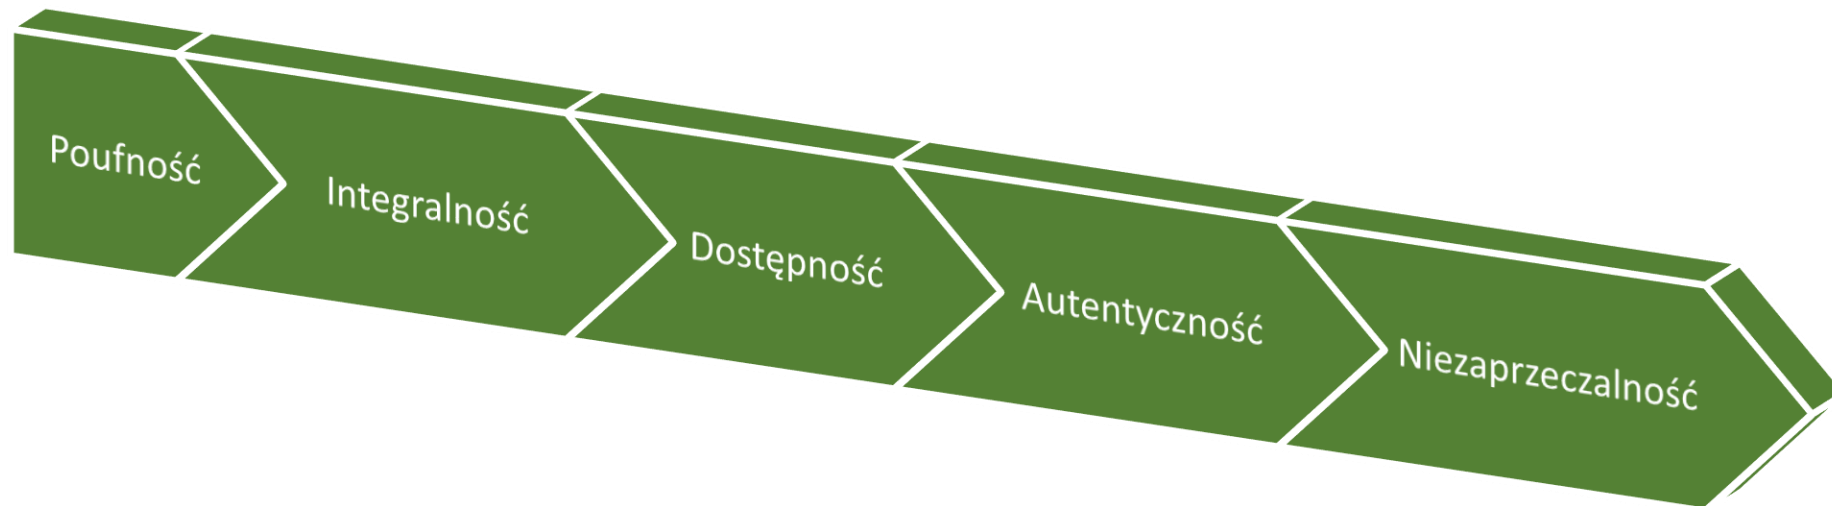 Poufność
Integralność
Dostępność
Autentyczność
Niezaprzeczalność